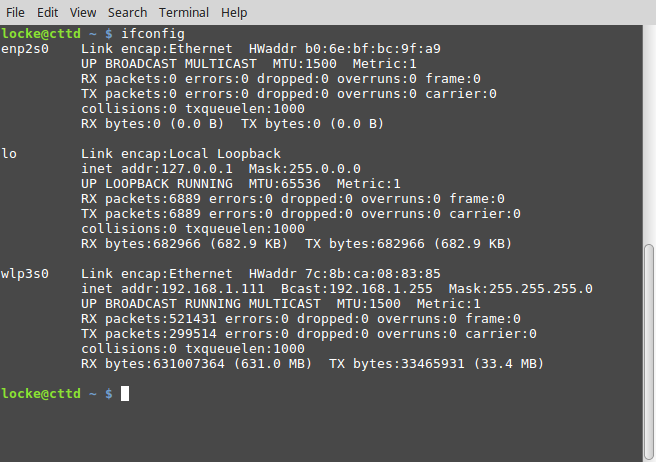 File Edit View Search Terminal Help
locke@cttd ~ $ ifconfig
enp2s0    Link encap:Ethernet  HWaddr b0:6e:bf:bc:9f:a9
          UP BROADCAST MULTICAST  MTU:1500  Metric:1
          RX packets:0 errors:0 dropped:0 overruns:0 frame:0
          TX packets:0 errors:0 dropped:0 overruns:0 carrier:0
          collisions:0 txqueuelen:1000
          RX bytes:0 (0.0 B)  TX bytes:0 (0.0 B)

lo        Link encap:Local Loopback
          inet addr:127.0.0.1  Mask:255.0.0.0
          UP LOOPBACK RUNNING  MTU:65536  Metric:1
          RX packets:6889 errors:0 dropped:0 overruns:0 frame:0
          TX packets:6889 errors:0 dropped:0 overruns:0 carrier:0
          collisions:0 txqueuelen:1000
          RX bytes:682966 (682.9 KB)  TX bytes:682966 (682.9 KB)

wlp3s0    Link encap:Ethernet  HWaddr 7c:8b:ca:08:83:85
          inet addr:192.168.1.111  Bcast:192.168.1.255  Mask:255.255.255.0
          UP BROADCAST RUNNING MULTICAST  MTU:1500  Metric:1
          RX packets:521431 errors:0 dropped:0 overruns:0 frame:0
          TX packets:299514 errors:0 dropped:0 overruns:0 carrier:0
          collisions:0 txqueuelen:1000
          RX bytes:631007364 (631.0 MB)  TX bytes:33465931 (33.4 MB)

locke@cttd ~ $